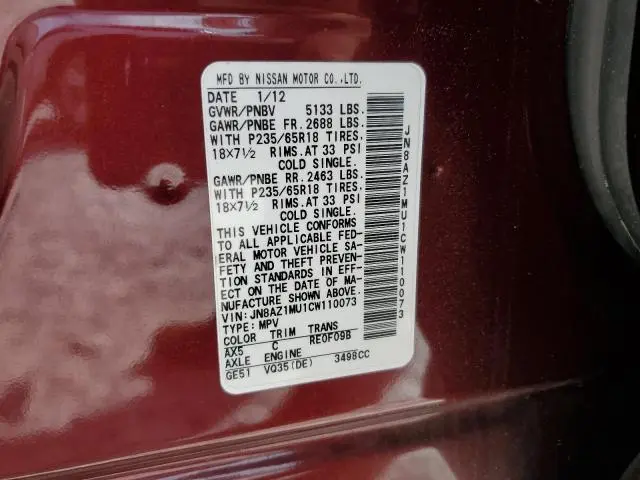 MFD BY NISSAN MOTOR CO.,LTD.
DATE 1/12
GVWR/PNBV 5133 LBS.
GAWR/PNBE FR. 2688 LBS.
WITH P235/65R18 TIRES,
18X7½ RIMS. AT 33 PSI
COLD SINGLE.
GAWR/PNBE RR. 2463 LBS.
WITH P235/65R18 TIRES,
18X7½ RIMS. AT 33 PSI
COLD SINGLE.
THIS VEHICLE CONFORMS
TO ALL APPLICABLE FED-
ERAL MOTOR VEHICLE SA-
FETY AND THEFT PREVEN-
TION STANDARDS IN EFF-
ECT ON THE DATE OF MA-
NUFACTURE SHOWN ABOVE.
VIN: JN8AZ1MU1CW110073
TYPE: MPV
COLOR TRIM TRANS
AX5 C RE0F09B
AXLE ENGINE
GE51 VQ35(DE) 3498CC
JN8AZ1MU1CW110073